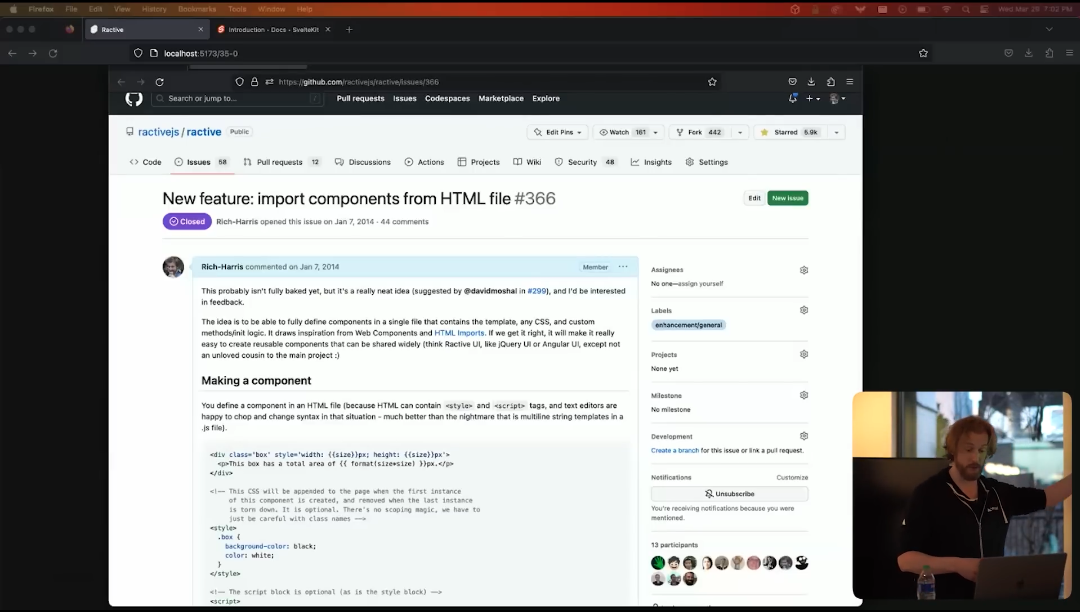 Firefox File Edit View History Bookmarks Tools Window Help Wed Mar 29 7:02 PM
Ractive
Introduction - Docs - SvelteKit
localhost:5173/35-0
https://github.com/ractivejs/ractive/issues/366
Search or jump to...
Pull requests Issues Codespaces Marketplace Explore
ractivejs / ractive Public
Edit Pins Watch 161 Fork 442 Starred 5.9k
Code Issues 58 Pull requests 12 Discussions Actions Projects Wiki Security 48 Insights Settings
New feature: import components from HTML file #366
Edit New issue
Closed Rich-Harris opened this issue on Jan 7, 2014 · 44 comments
Rich-Harris commented on Jan 7, 2014 Member ...
This probably isn't fully baked yet, but it's a really neat idea (suggested by @davidmoshal in #299), and I'd be interested
in feedback.
The idea is to be able to fully define components in a single file that contains the template, any CSS, and custom
methods/init logic. It draws inspiration from Web Components and HTML Imports. If we get it right, it will make it really
easy to create reusable components that can be shared widely (think Ractive UI, like jQuery UI or Angular UI, except not
an unloved cousin to the main project :)
Making a component
You define a component in an HTML file (because HTML can contain <style> and <script> tags, and text editors are
happy to chop and change syntax in that situation - much better than the nightmare that is multiline string templates in a
.js file).
<div class='box' style='width: {{size}}px; height: {{size}}px'>
<p>This box has a total area of {{ format(size*size) }}px.</p>
</div>
<!-- This CSS will be appended to the page when the first instance
of this component is created, and removed when the last instance
is torn down. It is optional. There's no scoping magic, we have to
just be careful with class names -->
<style>
.box {
background-color: black;
color: white;
}
</style>
<!-- The script block is optional (as is the style block) -->
<script>
Assignees
No one—assign yourself
Labels
enhancement/general
Projects
None yet
Milestone
No milestone
Development
Create a branch for this issue or link a pull request.
Notifications Customize
Unsubscribe
You're receiving notifications because you were
mentioned.
13 participants